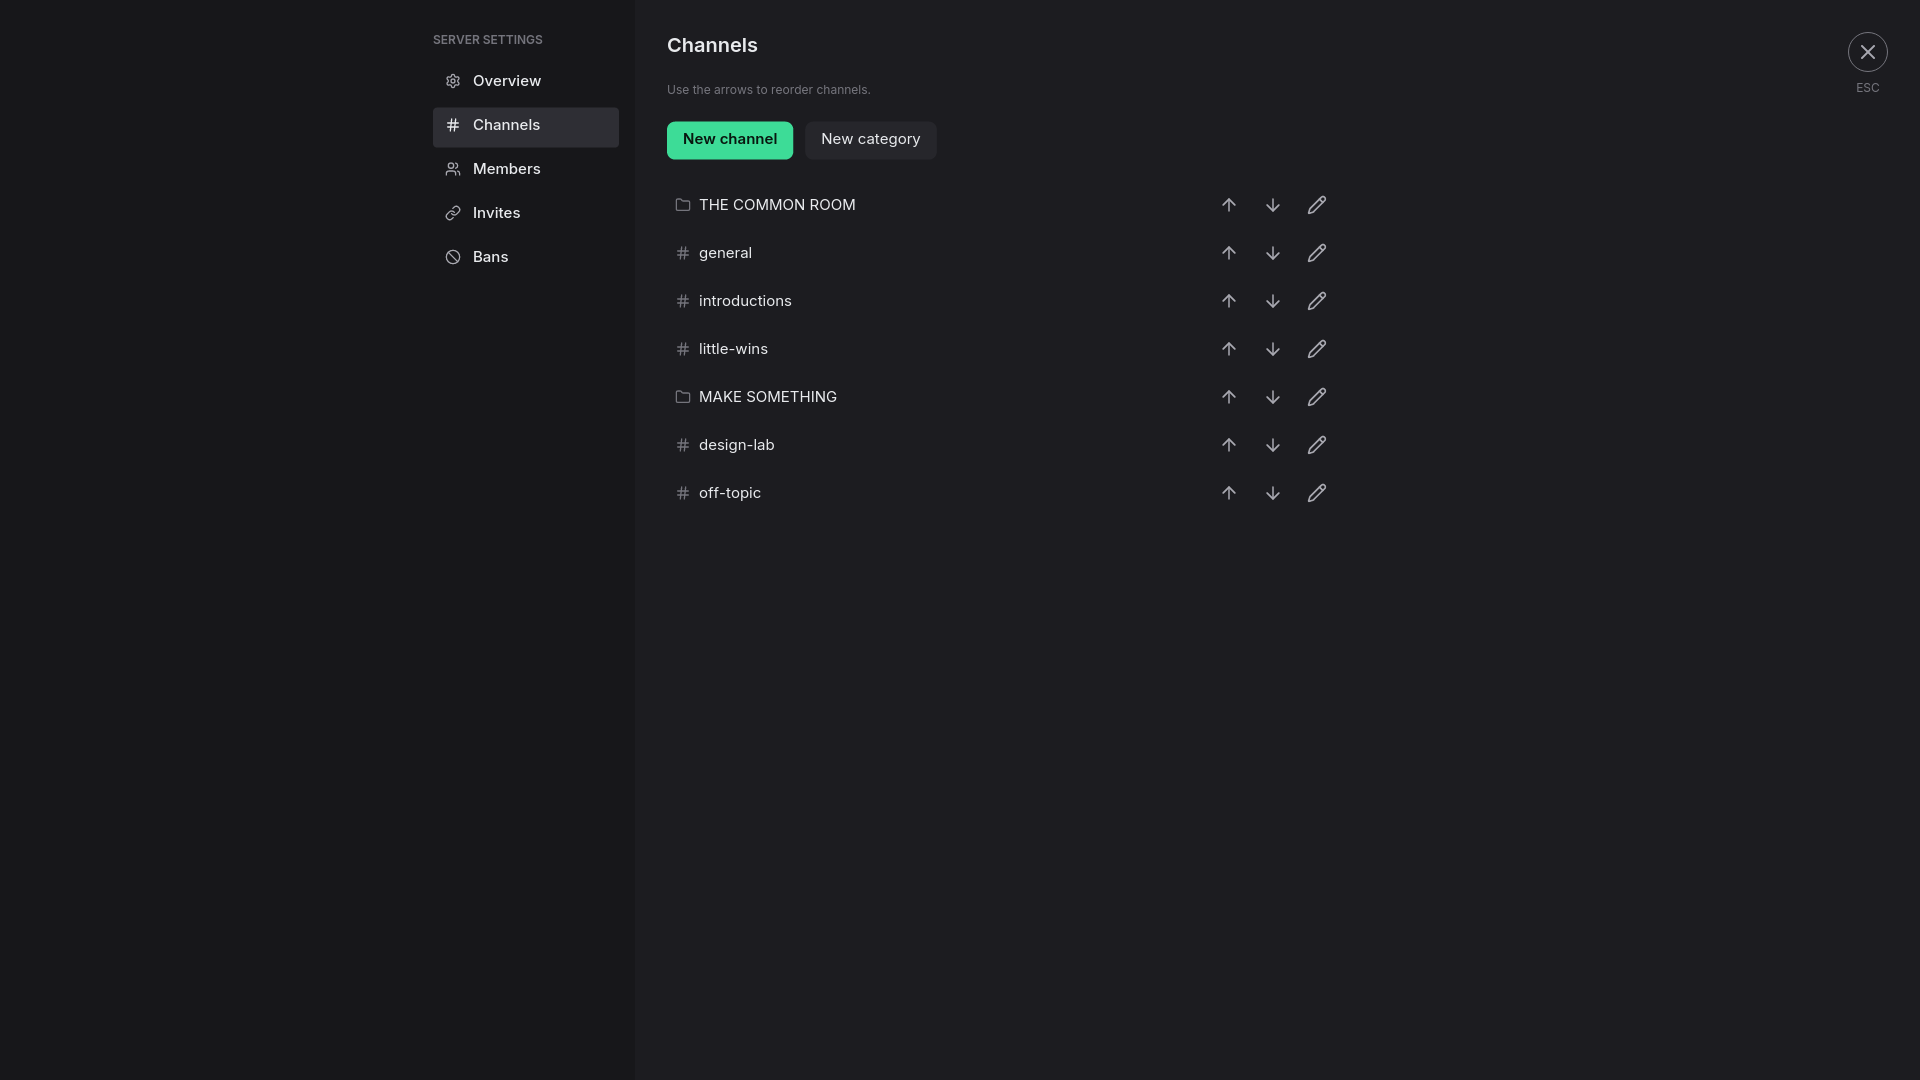 SERVER SETTINGS
Overview
Channels
Members
Invites
Bans
Channels
Use the arrows to reorder channels.
New channel
New category
THE COMMON ROOM
general
introductions
little-wins
MAKE SOMETHING
design-lab
off-topic
ESC